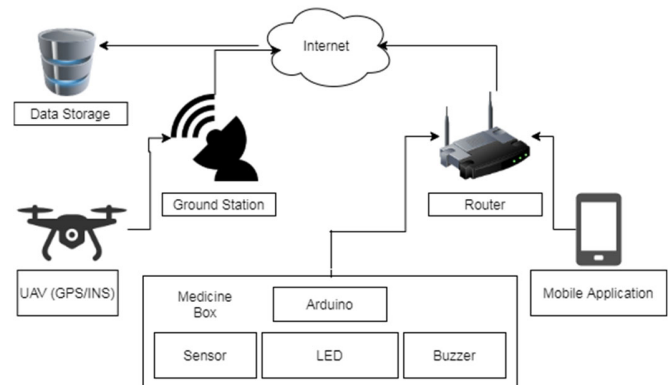 Internet
Data Storage
Ground Station
Router
UAV (GPS/INS)
Mobile Application
Medicine
Box
Arduino
Sensor
LED
Buzzer